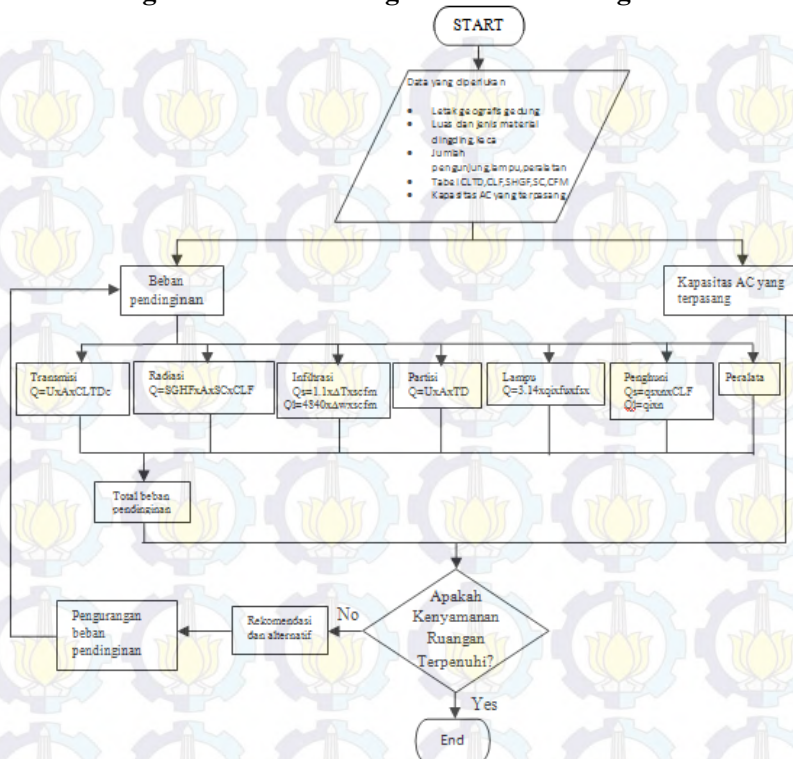 START
Data yang diperlukan
• Letak geografis gedung
• Luas dan jenis material
dingding,kaca
• Jumlah
pengunjung,lampu,peralatan
• Tabel CLTD,CLF,SHGF,SC,CFM
• Kapasitas AC yang terpasang
Beban
pendinginan
Kapasitas AC yang
terpasang
Transmisi
Q=UxAxCLTDc
Radiasi
Q=SGHFxAxSCxCLF
Infiltrasi
Qs=1.1xΔTxscfm
Ql=4840xΔwxscfm
Partisi
Q=UxAxTD
Lampu
Q=3.14xqixfuxfsx
Penghuni
Qs=qsxnxCLF
Ql=qlxn
Peralata
Total beban
pendinginan
Apakah
Kenyamanan
Ruangan
Terpenuhi?
No
Rekomendasi
dan alternatif
Pengurangan
beban
pendinginan
Yes
End